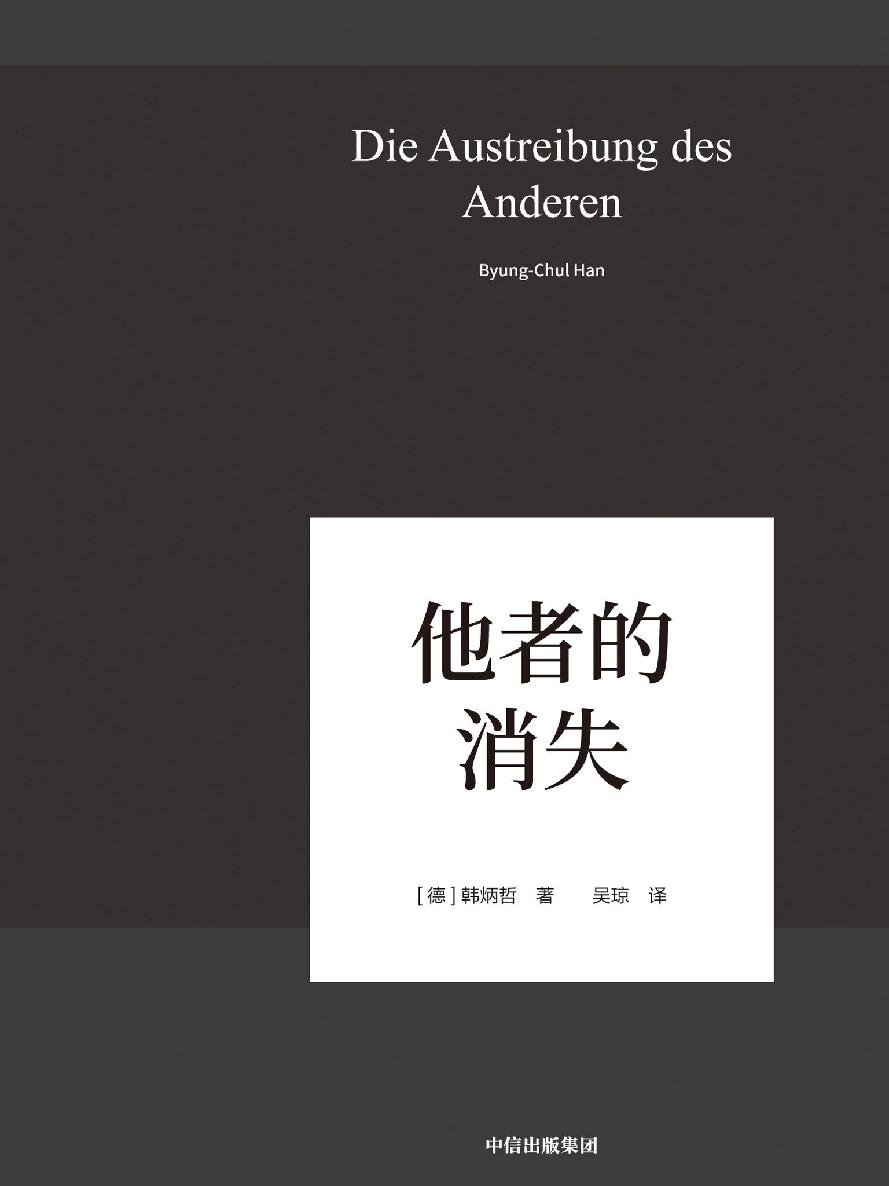 Die Austreibung des
Anderen
Byung-Chul Han
他者的
消失
[ 德 ] 韩炳哲　著　　吴琼　译
中信出版集团